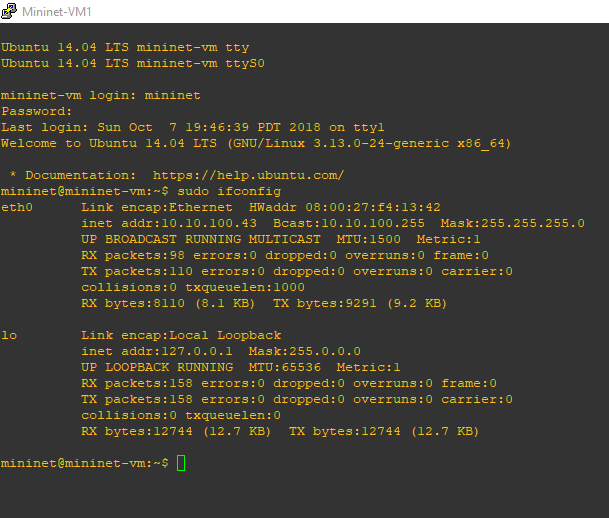 Mininet-VM1
Ubuntu 14.04 LTS mininet-vm tty
Ubuntu 14.04 LTS mininet-vm ttyS0
mininet-vm login: mininet
Password:
Last login: Sun Oct  7 19:46:39 PDT 2018 on tty1
Welcome to Ubuntu 14.04 LTS (GNU/Linux 3.13.0-24-generic x86_64)
 * Documentation:  https://help.ubuntu.com/
mininet@mininet-vm:~$ sudo ifconfig
eth0      Link encap:Ethernet  HWaddr 08:00:27:f4:13:42
          inet addr:10.10.100.43  Bcast:10.10.100.255  Mask:255.255.255.0
          UP BROADCAST RUNNING MULTICAST  MTU:1500  Metric:1
          RX packets:98 errors:0 dropped:0 overruns:0 frame:0
          TX packets:110 errors:0 dropped:0 overruns:0 carrier:0
          collisions:0 txqueuelen:1000
          RX bytes:8110 (8.1 KB)  TX bytes:9291 (9.2 KB)
lo        Link encap:Local Loopback
          inet addr:127.0.0.1  Mask:255.0.0.0
          UP LOOPBACK RUNNING  MTU:65536  Metric:1
          RX packets:158 errors:0 dropped:0 overruns:0 frame:0
          TX packets:158 errors:0 dropped:0 overruns:0 carrier:0
          collisions:0 txqueuelen:0
          RX bytes:12744 (12.7 KB)  TX bytes:12744 (12.7 KB)
mininet@mininet-vm:~$